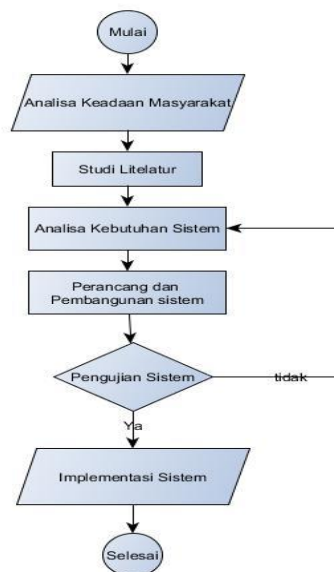 Mulai
Analisa Keadaan Masyarakat
Studi Litelatur
Analisa Kebutuhan Sistem
Perancang dan
Pembangunan sistem
Pengujian Sistem
tidak
Ya
Implementasi Sistem
Selesai